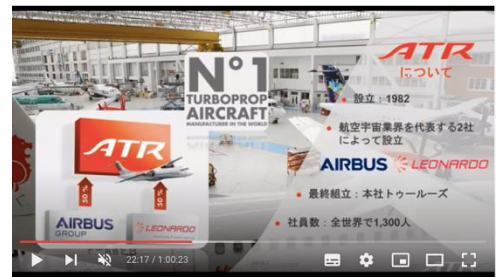 ATR
について
N°1
TURBOPROP
AIRCRAFT
MANUFACTURER IN THE WORLD
設立：1982
航空宇宙業界を代表する2社
によって設立
AIRBUS LEONARDO
最終組立：本社トゥールーズ
社員数：全世界で1,300人
ATR
50 %
50 %
AIRBUS
GROUP
LEONARDO
22:17 / 1:00:23